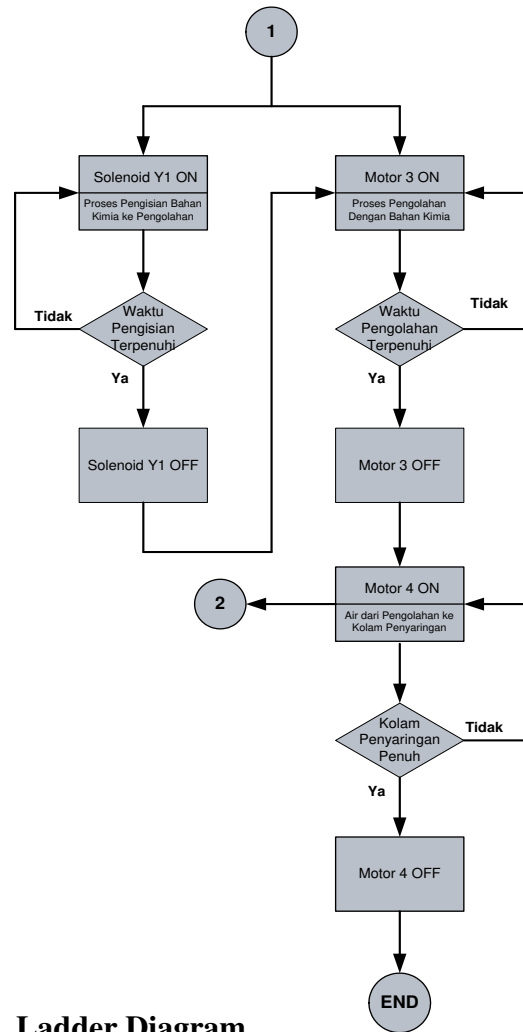 1
Solenoid Y1 ON
Proses Pengisian Bahan
Kimia ke Pengolahan
Motor 3 ON
Proses Pengolahan
Dengan Bahan Kimia
Tidak
Waktu
Pengisian
Terpenuhi
Ya
Waktu
Pengolahan
Terpenuhi
Tidak
Ya
Solenoid Y1 OFF
Motor 3 OFF
2
Motor 4 ON
Air dari Pengolahan ke
Kolam Penyaringan
Kolam
Penyaringan
Penuh
Tidak
Ya
Motor 4 OFF
END
Ladder Diagram